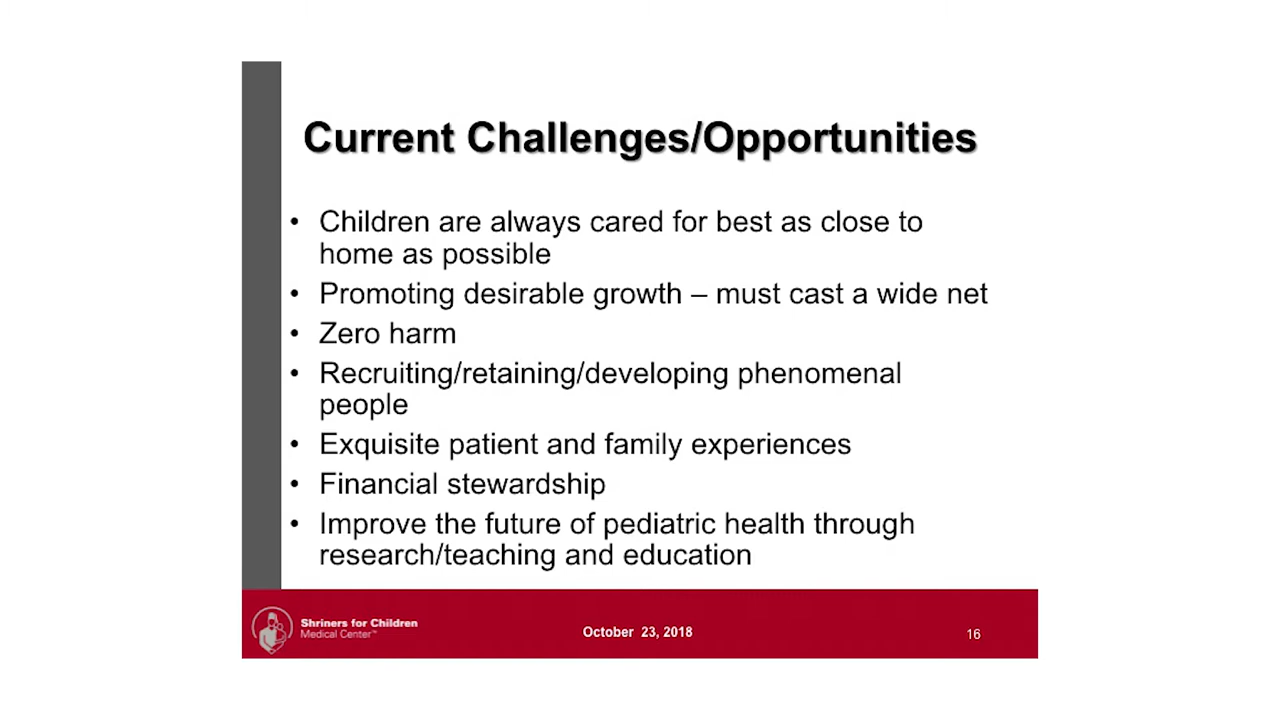 Current Challenges/Opportunities
• Children are always cared for best as close to
home as possible
• Promoting desirable growth – must cast a wide net
• Zero harm
• Recruiting/retaining/developing phenomenal
people
• Exquisite patient and family experiences
• Financial stewardship
• Improve the future of pediatric health through
research/teaching and education
Shriners for Children
Medical Center™
October 23, 2018
16